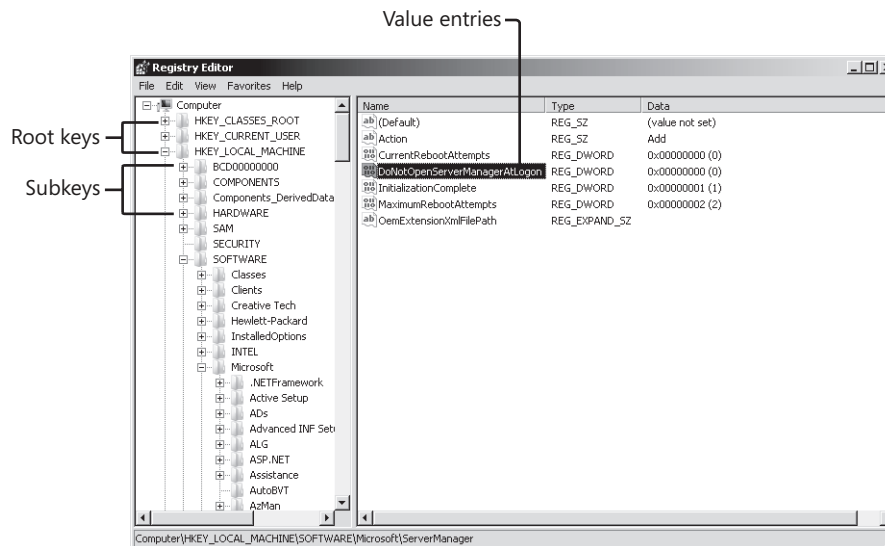 Value entries
Registry Editor
File Edit View Favorites Help
Root keys
Subkeys
Computer
HKEY_CLASSES_ROOT
HKEY_CURRENT_USER
HKEY_LOCAL_MACHINE
BCD00000000
COMPONENTS
Components_DerivedData
HARDWARE
SAM
SECURITY
SOFTWARE
Classes
Clients
Creative Tech
Hewlett-Packard
InstalledOptions
INTEL
Microsoft
.NETFramework
Active Setup
ADs
Advanced INF Set
ALG
ASP.NET
Assistance
AutoBVT
AzMan
Name Type Data
(Default) REG_SZ (value not set)
Action REG_SZ Add
CurrentRebootAttempts REG_DWORD 0x00000000 (0)
DoNotOpenServerManagerAtLogon REG_DWORD 0x00000000 (0)
InitializationComplete REG_DWORD 0x00000001 (1)
MaximumRebootAttempts REG_DWORD 0x00000002 (2)
OemExtensionXmlFilePath REG_EXPAND_SZ
Computer\HKEY_LOCAL_MACHINE\SOFTWARE\Microsoft\ServerManager